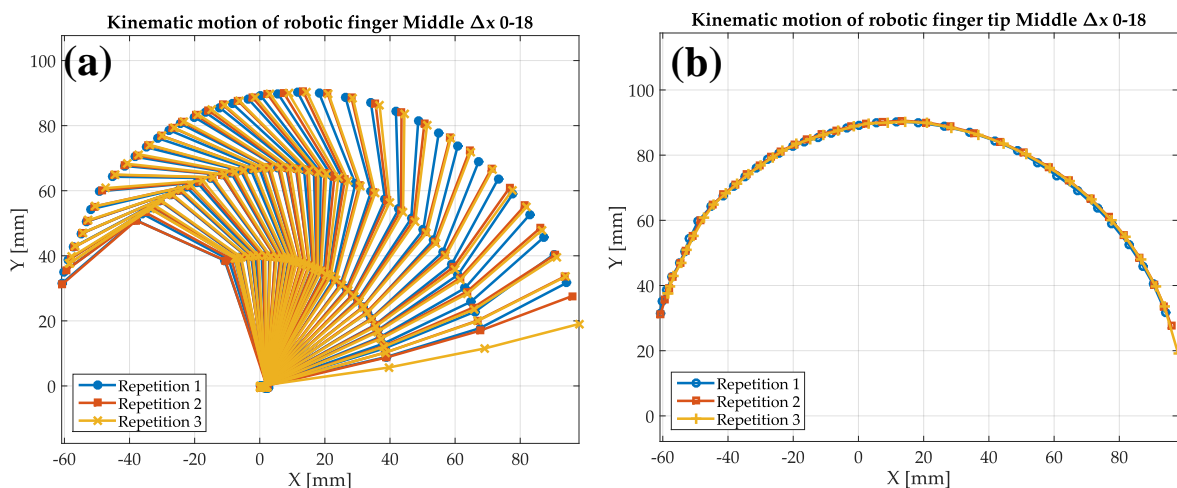 Kinematic motion of robotic finger Middle Δx 0-18
(a)
100
80
60
40
20
0
Y [mm]
-60 -40 -20 0 20 40 60 80
X [mm]
Repetition 1
Repetition 2
Repetition 3
Kinematic motion of robotic finger tip Middle Δx 0-18
(b)
100
80
60
40
20
0
Y [mm]
-60 -40 -20 0 20 40 60 80
X [mm]
Repetition 1
Repetition 2
Repetition 3